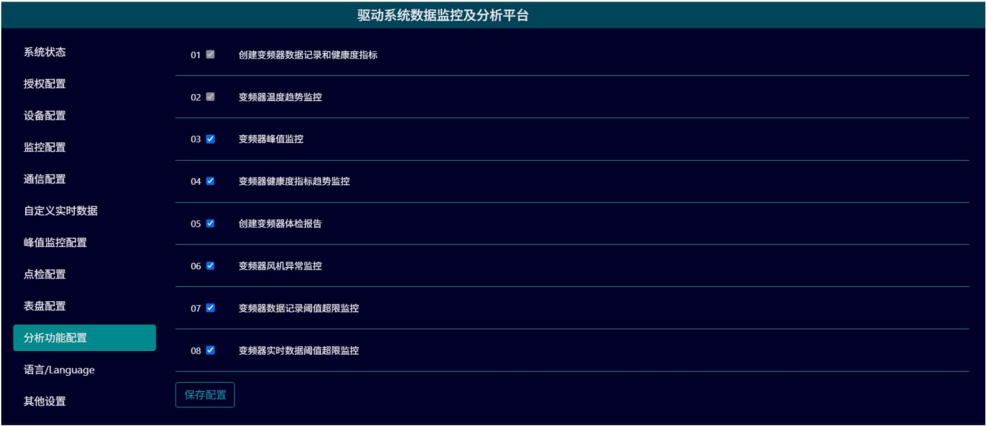 驱动系统数据监控及分析平台
系统状态
授权配置
设备配置
监控配置
通信配置
自定义实时数据
峰值监控配置
点检配置
表盘配置
分析功能配置
语言/Language
其他设置
01 创建变频器数据记录和健康度指标
02 变频器温度趋势监控
03 变频器峰值监控
04 变频器健康度指标趋势监控
05 创建变频器体检报告
06 变频器风机异常监控
07 变频器数据记录阈值超限监控
08 变频器实时数据阈值超限监控
保存配置